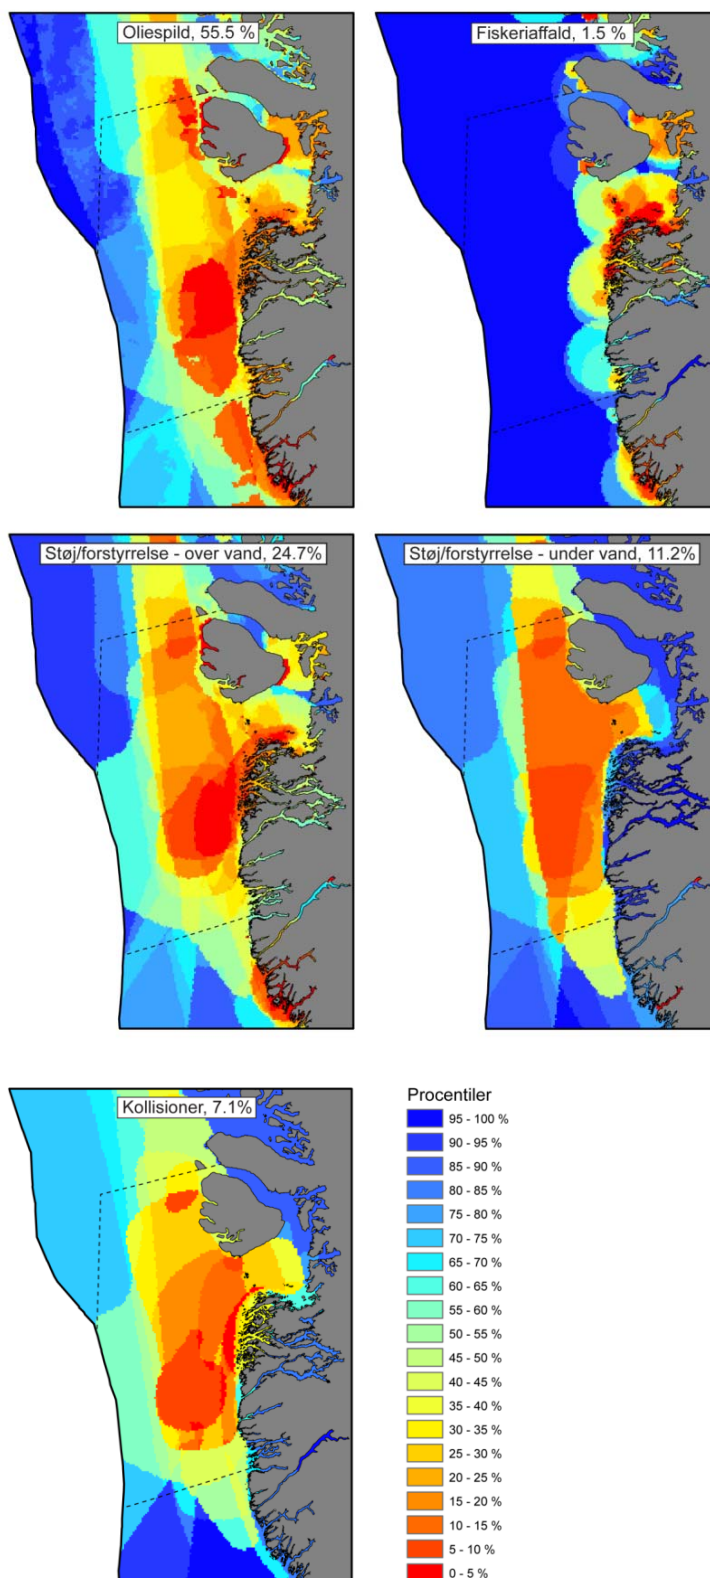 Oliespild, 55.5 %
Fiskeriaffald, 1.5 %
Støj/forstyrrelse - over vand, 24.7%
Støj/forstyrrelse - under vand, 11.2%
Kollisioner, 7.1%
Procentiler
95 - 100 %
90 - 95 %
85 - 90 %
80 - 85 %
75 - 80 %
70 - 75 %
65 - 70 %
60 - 65 %
55 - 60 %
50 - 55 %
45 - 50 %
40 - 45 %
35 - 40 %
30 - 35 %
25 - 30 %
20 - 25 %
15 - 20 %
10 - 15 %
5 - 10 %
0 - 5 %